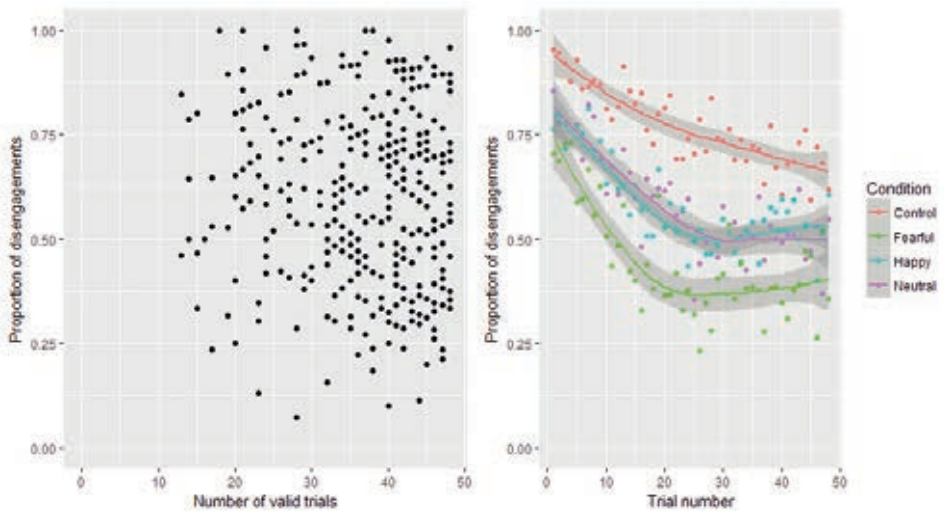 Proportion of disengagements
1.00
0.75
0.50
0.25
0.00
0
10
20
30
40
50
Number of valid trials
Proportion of disengagements
1.00
0.75
0.50
0.25
0.00
0
10
20
30
40
50
Trial number
Condition
Control
Fearful
Happy
Neutral